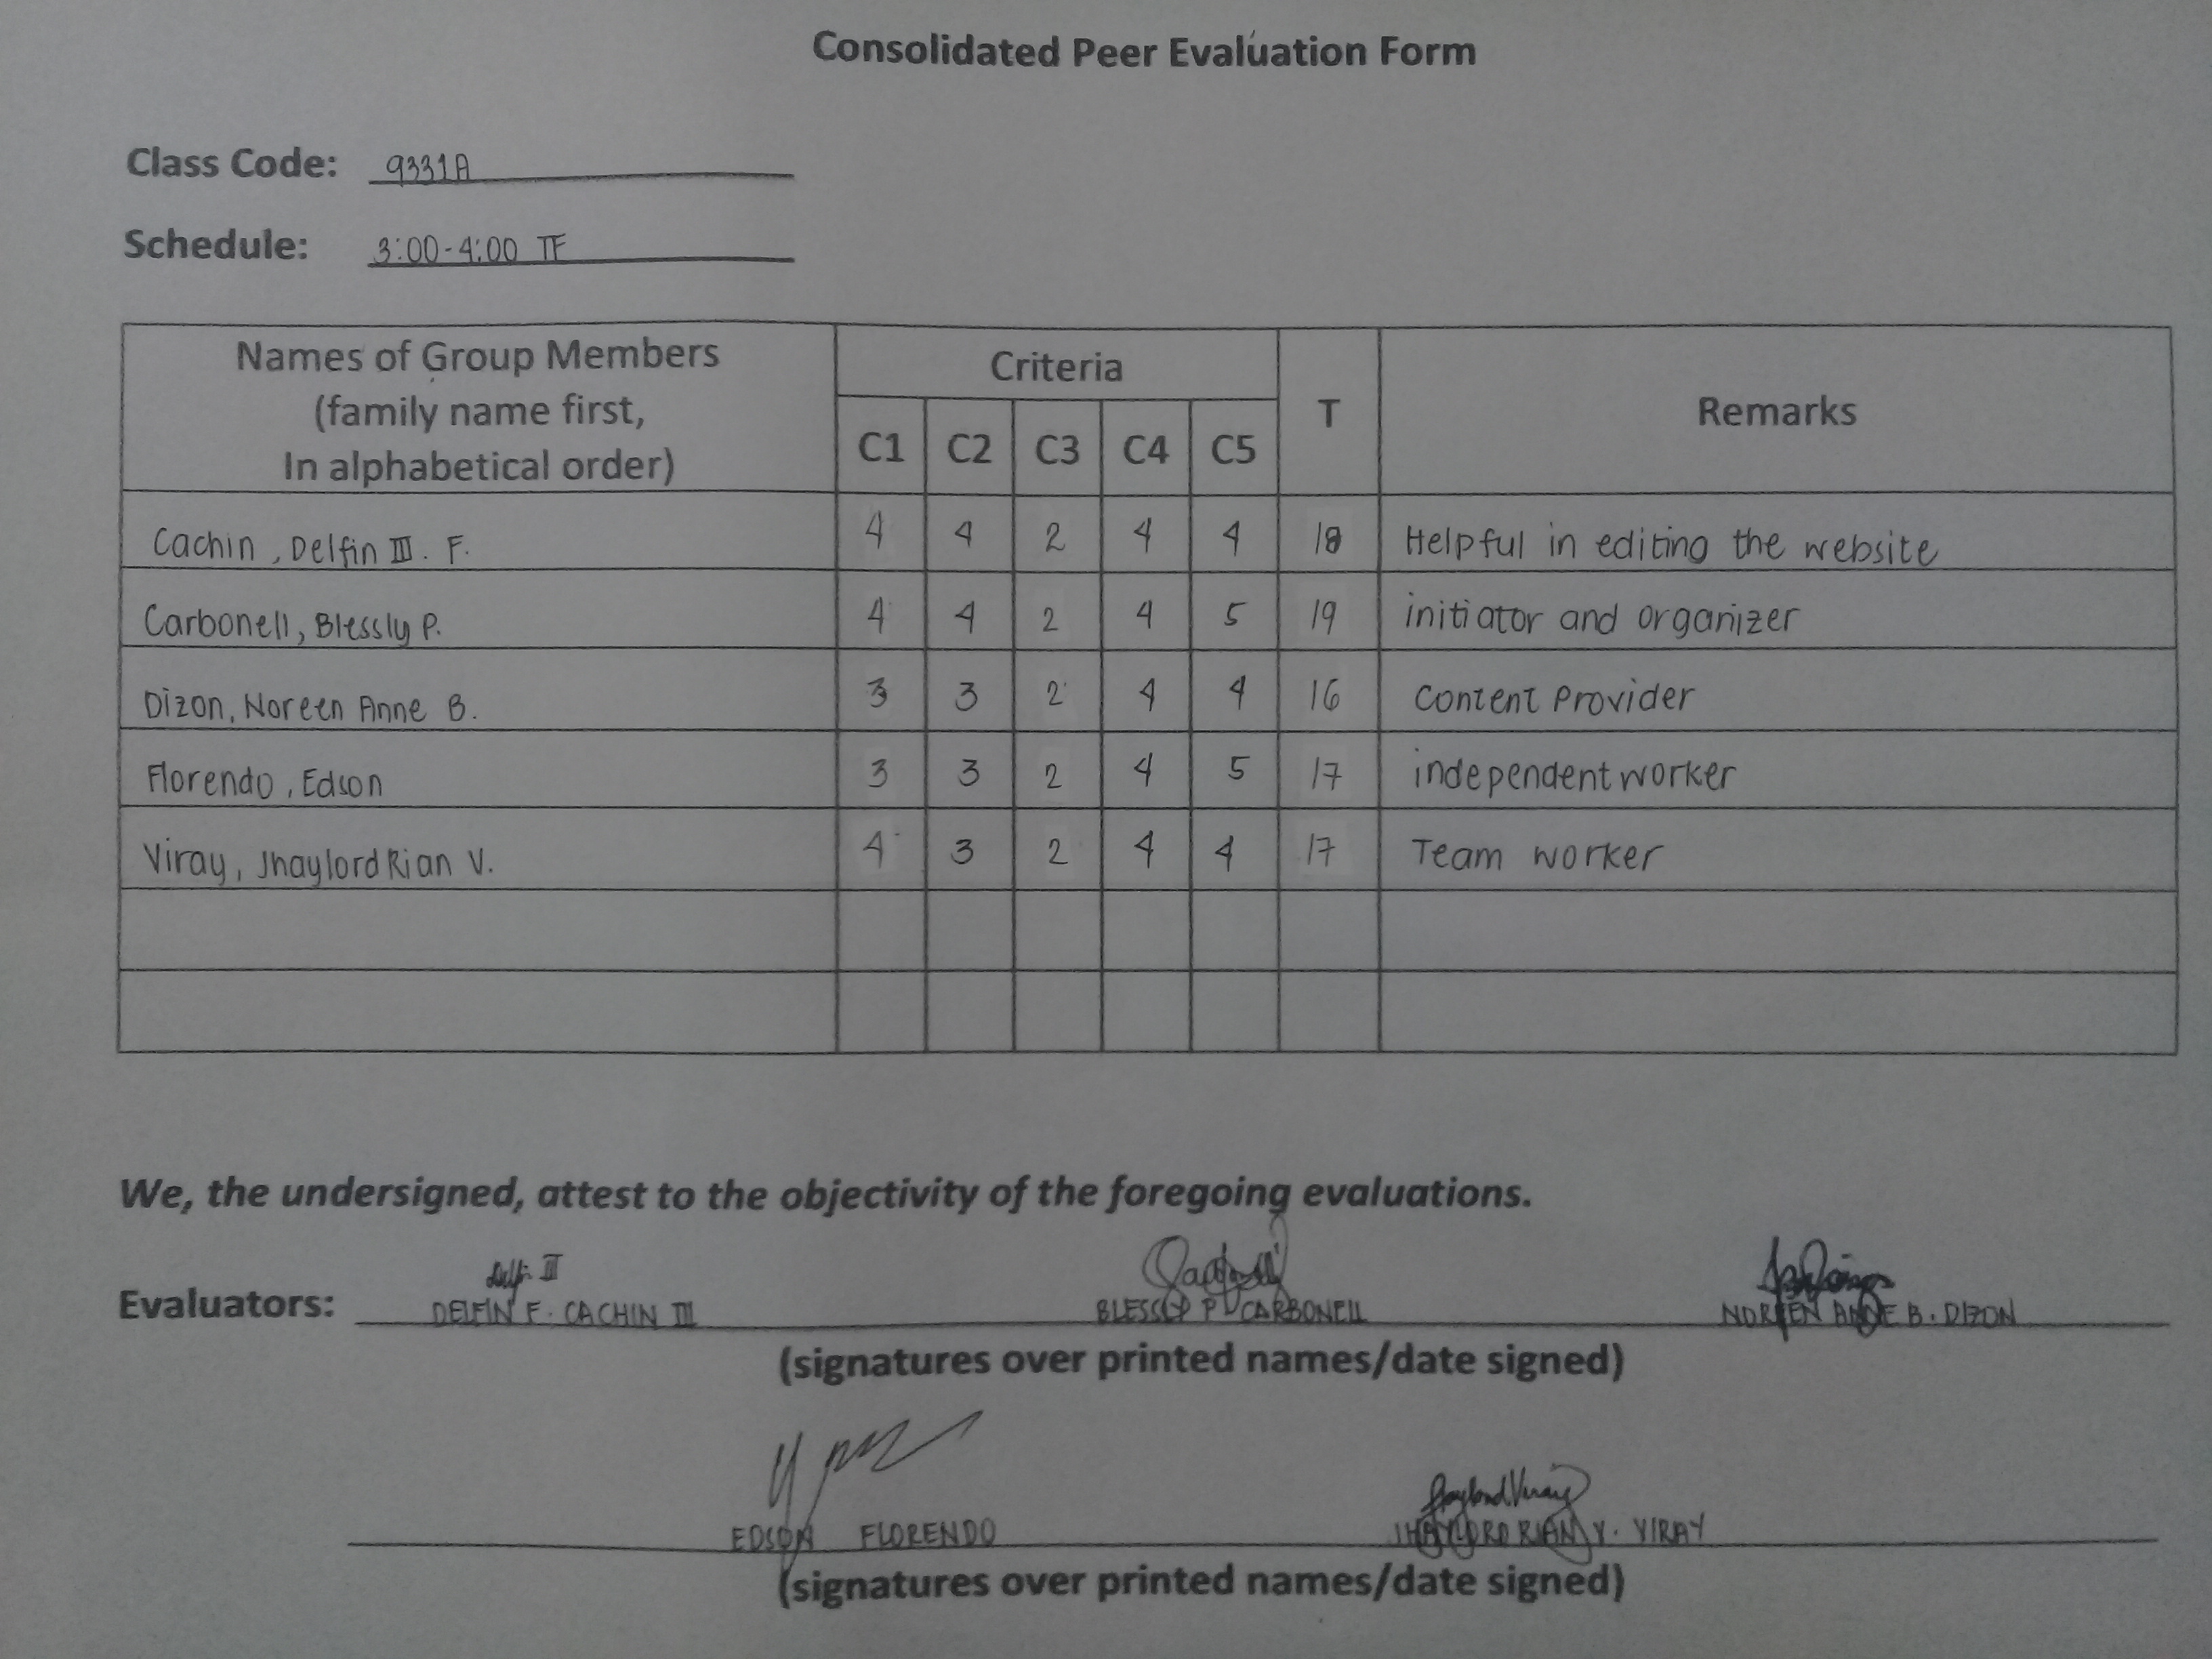 Consolidated Peer Evaluation Form
Class Code: 9331A
Schedule: 3:00-4:00 TF
Names of Group Members
(family name first,
In alphabetical order)
Criteria
C1 C2 C3 C4 C5
T
Remarks
Cachin, Delfin III. F. 4 4 2 4 4 18 Helpful in editing the website
Carbonell, Blessly P. 4 4 2 4 5 19 initiator and organizer
Dizon, Noreen Anne B. 3 3 2 4 4 16 Content Provider
Florendo, Edson 3 3 2 4 5 17 independent worker
Viray, Jhaylord Rian V. 4 3 2 4 4 17 Team worker
We, the undersigned, attest to the objectivity of the foregoing evaluations.
Evaluators: DELFIN F. CACHIN III BLESSLY P. CARBONELL NOREEN ANNE B. DIZON
(signatures over printed names/date signed)
EDSON FLORENDO JHAYLORD RIAN V. VIRAY
(signatures over printed names/date signed)